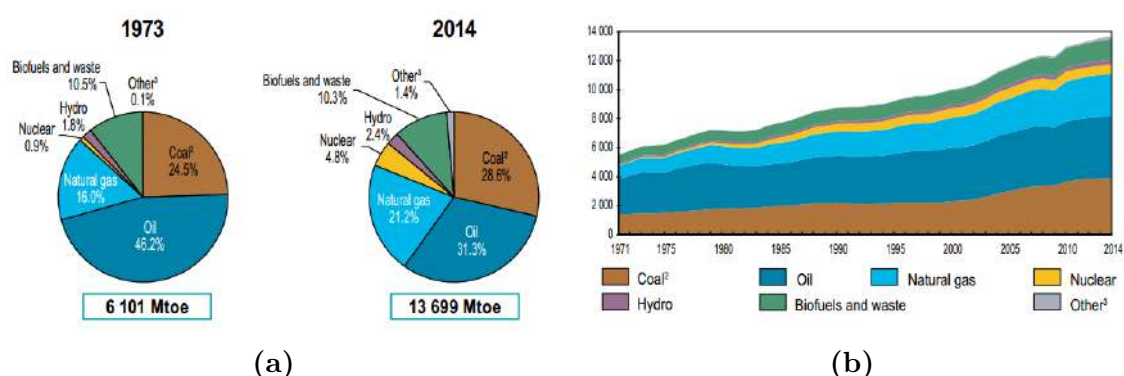 1973
Biofuels and waste
10.5%
Other³
0.1%
Hydro
1.8%
Nuclear
0.9%
Coal²
24.5%
Natural gas
16.0%
Oil
46.2%
6 101 Mtoe
2014
Biofuels and waste
10.3%
Other³
1.4%
Hydro
2.4%
Nuclear
4.8%
Coal²
28.6%
Natural gas
21.2%
Oil
31.3%
13 699 Mtoe
(a)
14 000
12 000
10 000
8 000
6 000
4 000
2 000
0
1971 1975 1980 1985 1990 1995 2000 2005 2010 2014
Coal² Oil Natural gas Nuclear
Hydro Biofuels and waste Other³
(b)